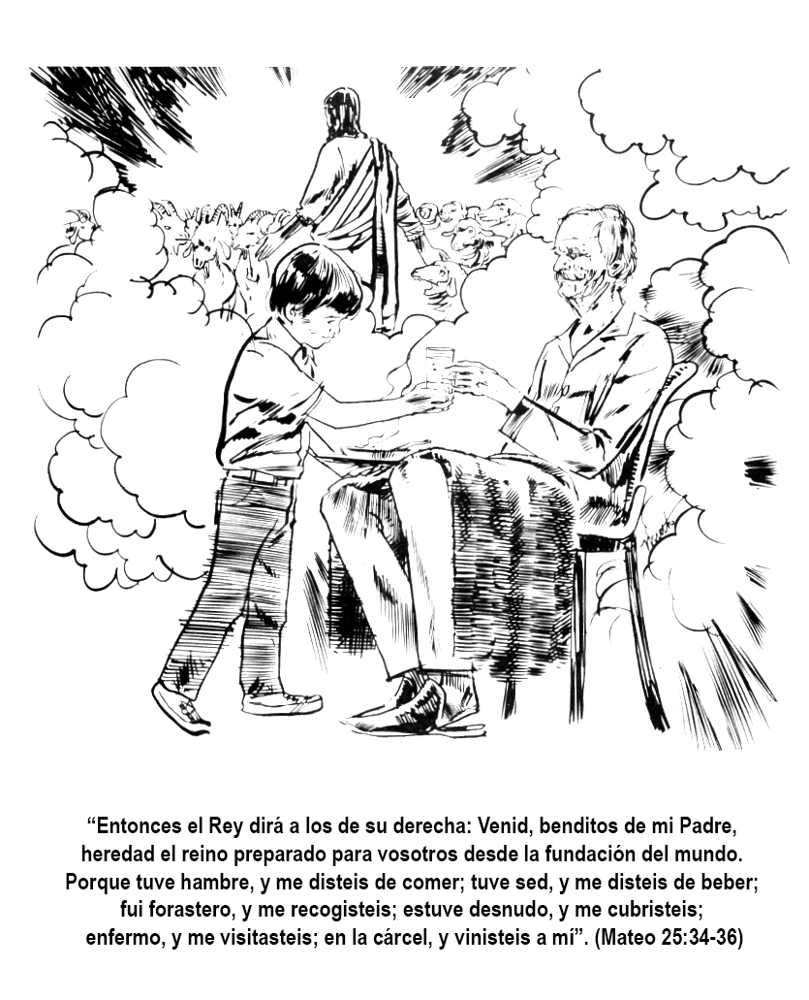 “Entonces el Rey dirá a los de su derecha: Venid, benditos de mi Padre,
heredad el reino preparado para vosotros desde la fundación del mundo.
Porque tuve hambre, y me disteis de comer; tuve sed, y me disteis de beber;
fui forastero, y me recogisteis; estuve desnudo, y me cubristeis;
enfermo, y me visitasteis; en la cárcel, y vinisteis a mí”. (Mateo 25:34-36)